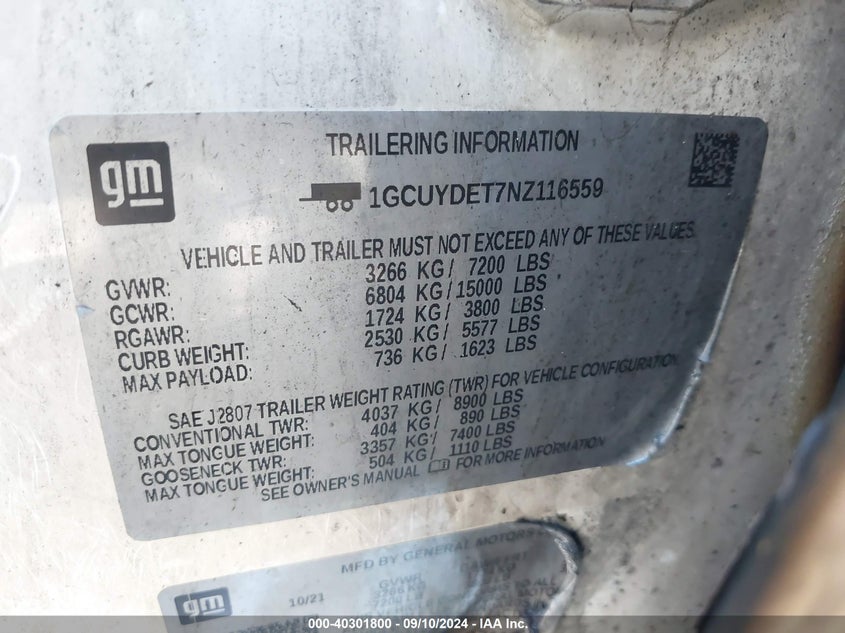 gm
TRAILERING INFORMATION
1GCUYDET7NZ116559
VEHICLE AND TRAILER MUST NOT EXCEED ANY OF THESE VALUES.
GVWR: 3266 KG / 7200 LBS
GCWR: 6804 KG / 15000 LBS
RGAWR: 1724 KG / 3800 LBS
CURB WEIGHT: 2530 KG / 5577 LBS
MAX PAYLOAD: 736 KG / 1623 LBS
SAE J2807 TRAILER WEIGHT RATING (TWR) FOR VEHICLE CONFIGURATION
CONVENTIONAL TWR: 4037 KG / 8900 LBS
MAX TONGUE WEIGHT: 404 KG / 890 LBS
GOOSENECK TWR: 3357 KG / 7400 LBS
MAX TONGUE WEIGHT: 504 KG / 1110 LBS
SEE OWNER'S MANUAL FOR MORE INFORMATION
gm
MFD BY GENERAL MOTORS
10/21
GVWR
3266 KG
TO ALL
000-40301800 - 09/10/2024 - IAA Inc.